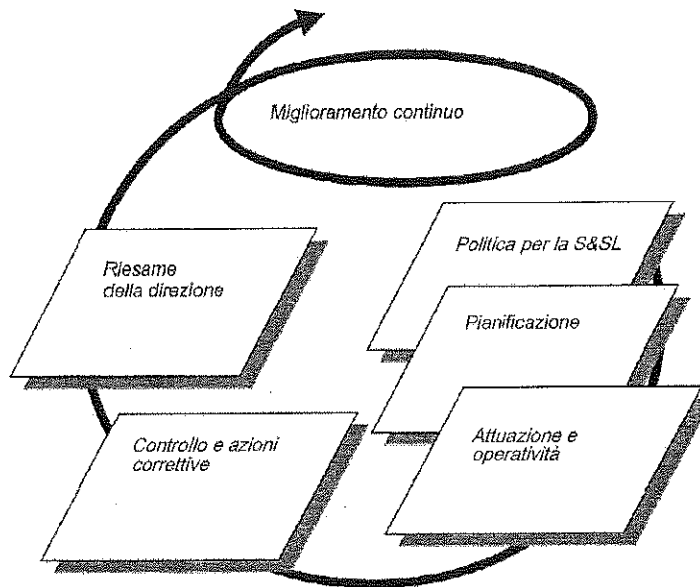 Miglioramento continuo
Politica per la S&SL
Pianificazione
Attuazione e
operatività
Controllo e azioni
correttive
Riesame
della direzione